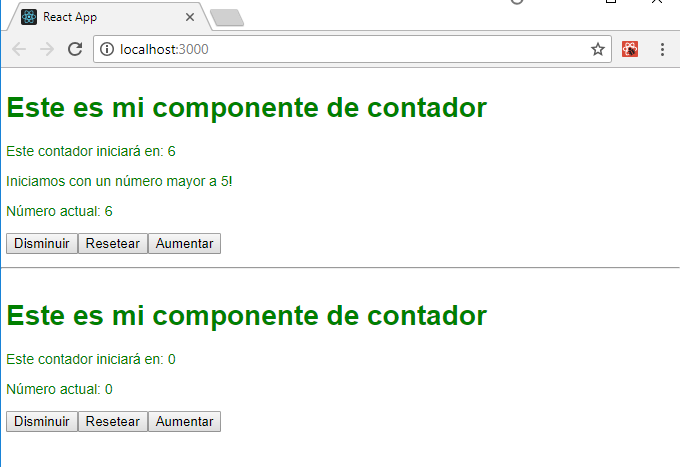 React App
localhost:3000
Este es mi componente de contador
Este contador iniciará en: 6
Iniciamos con un número mayor a 5!
Número actual: 6
Disminuir Resetear Aumentar
Este es mi componente de contador
Este contador iniciará en: 0
Número actual: 0
Disminuir Resetear Aumentar